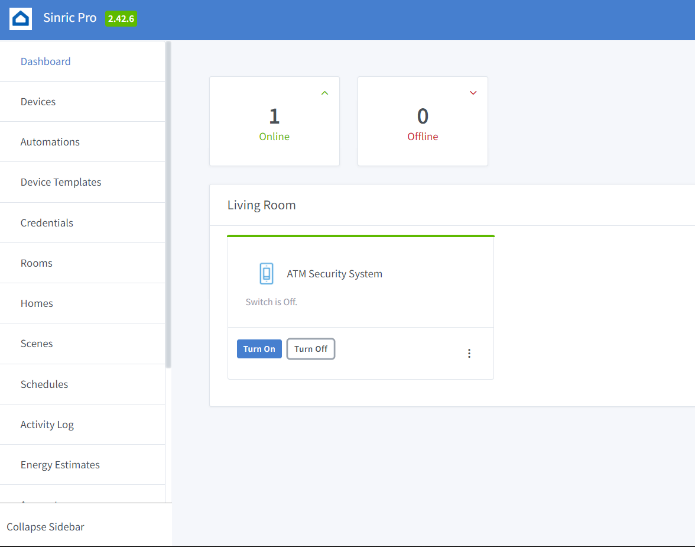 Sinric Pro 2.42.6
Dashboard
Devices
Automations
Device Templates
Credentials
Rooms
Homes
Scenes
Schedules
Activity Log
Energy Estimates
Collapse Sidebar
1
Online
0
Offline
Living Room
ATM Security System
Switch is Off.
Turn On Turn Off